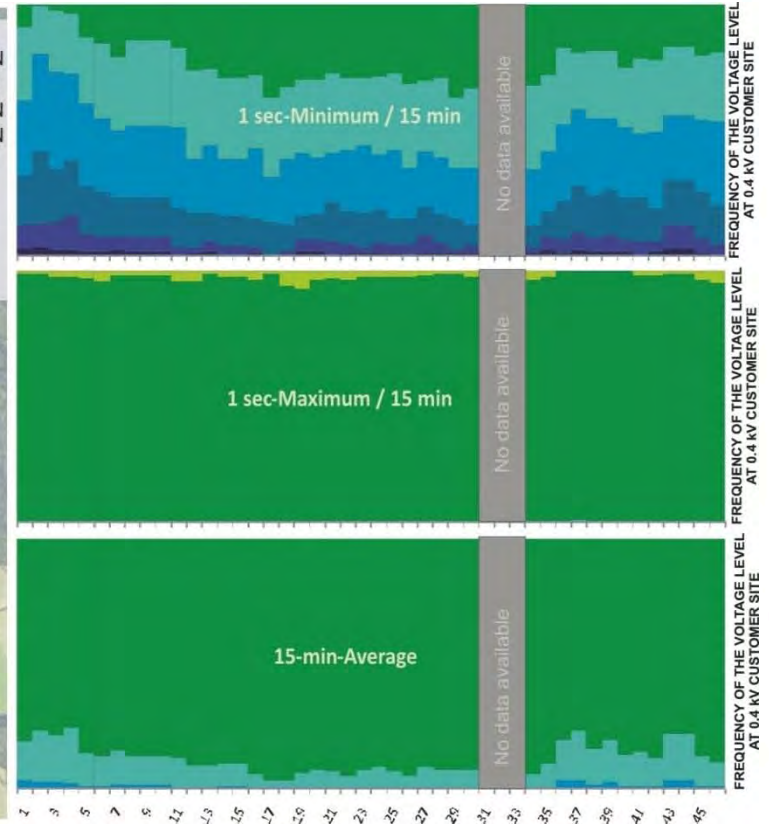 1 sec-Minimum / 15 min
No data available
FREQUENCY OF THE VOLTAGE LEVEL
AT 0.4 kV CUSTOMER SITE
1 sec-Maximum / 15 min
No data available
FREQUENCY OF THE VOLTAGE LEVEL
AT 0.4 kV CUSTOMER SITE
15-min-Average
No data available
FREQUENCY OF THE VOLTAGE LEVEL
AT 0.4 kV CUSTOMER SITE
1 3 5 7 9 11 13 15 17 19 21 23 25 27 29 31 33 35 37 39 41 43 45